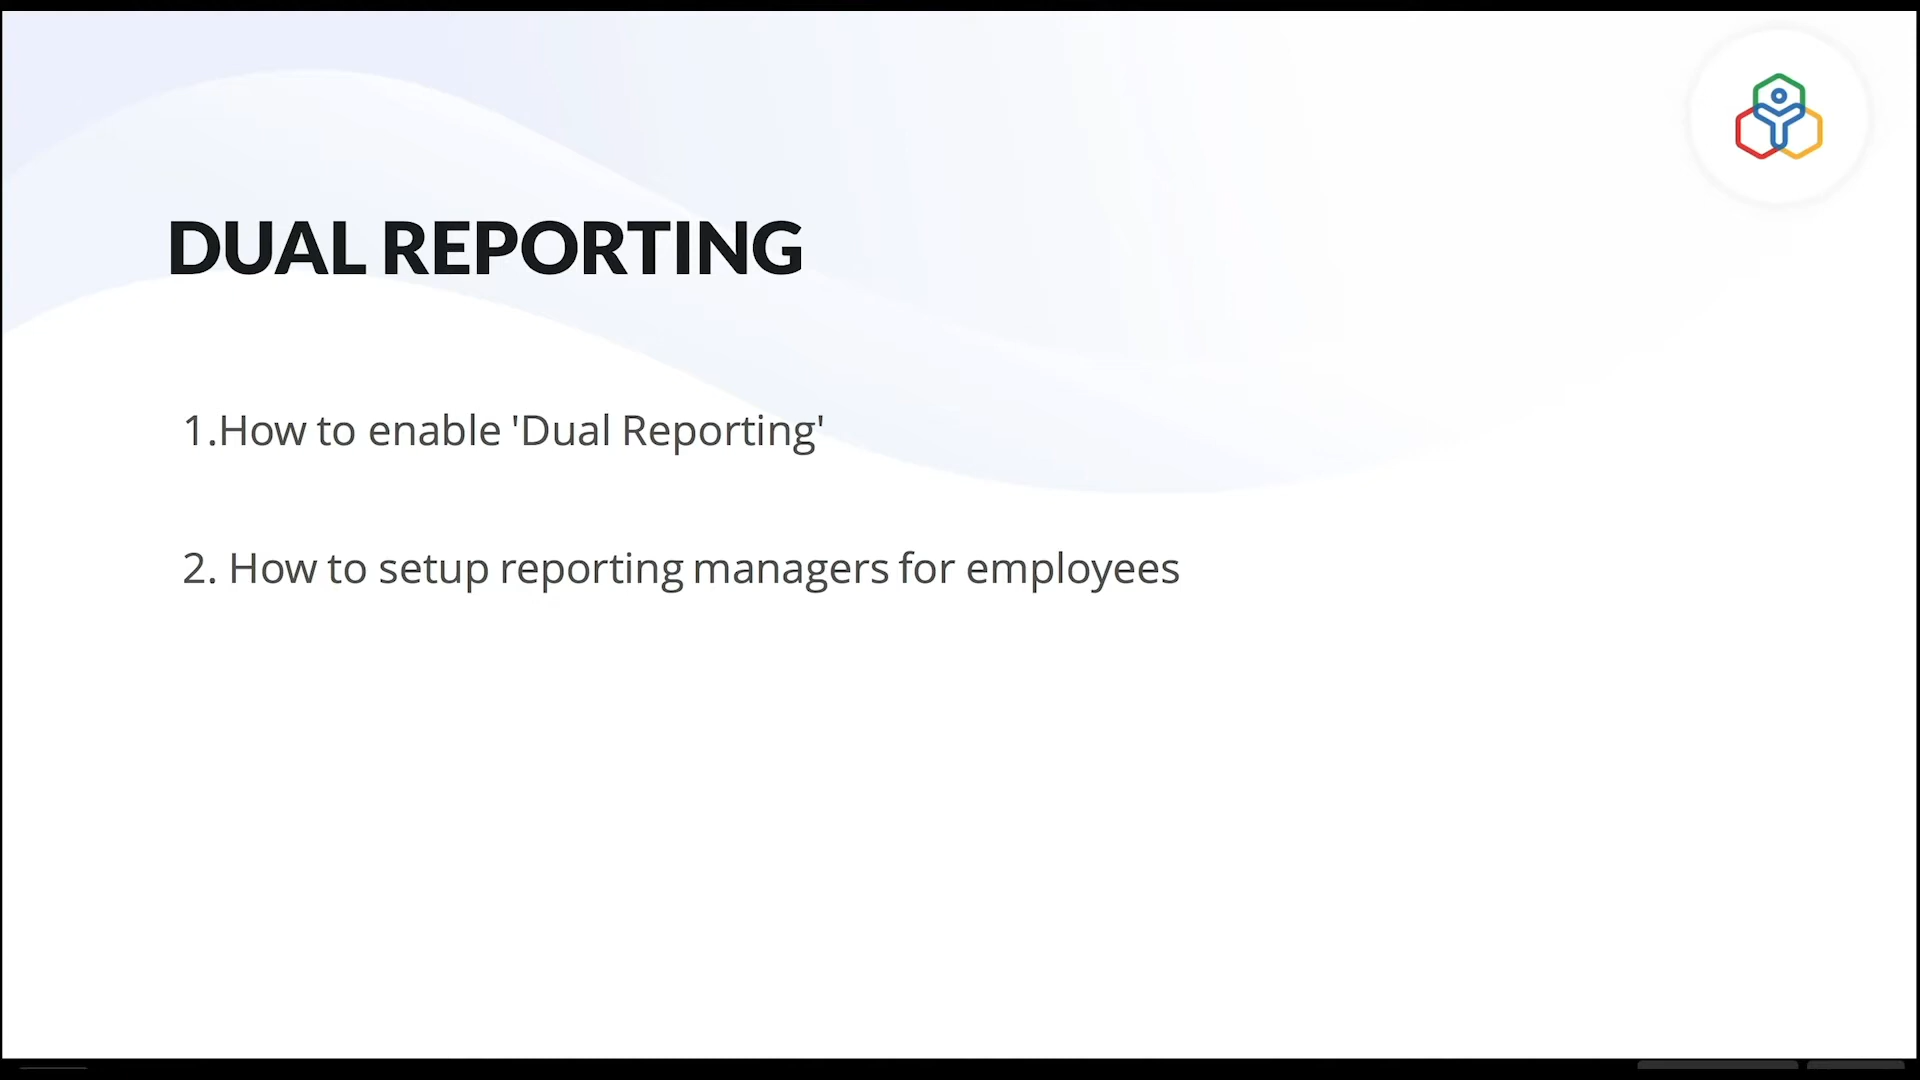 DUAL REPORTING
1.How to enable 'Dual Reporting'
2. How to setup reporting managers for employees